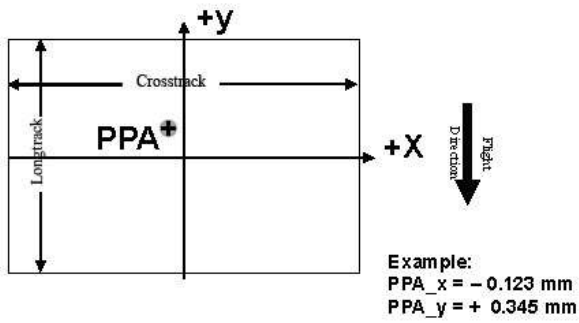 +y
Crosstrack
PPA
Longtrack
+X
Flight
Direction
Example:
PPA_x = – 0.123 mm
PPA_y = + 0.345 mm